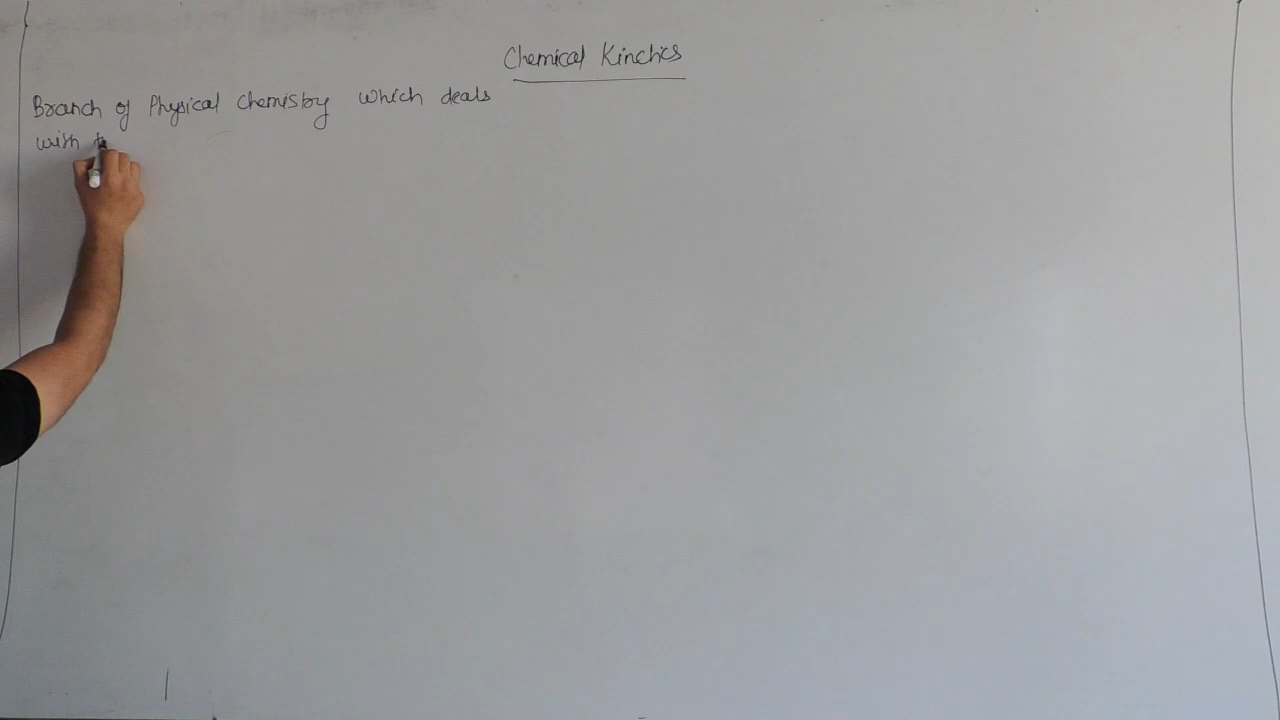 Chemical Kinetics
Branch of Physical Chemistry which deals
with